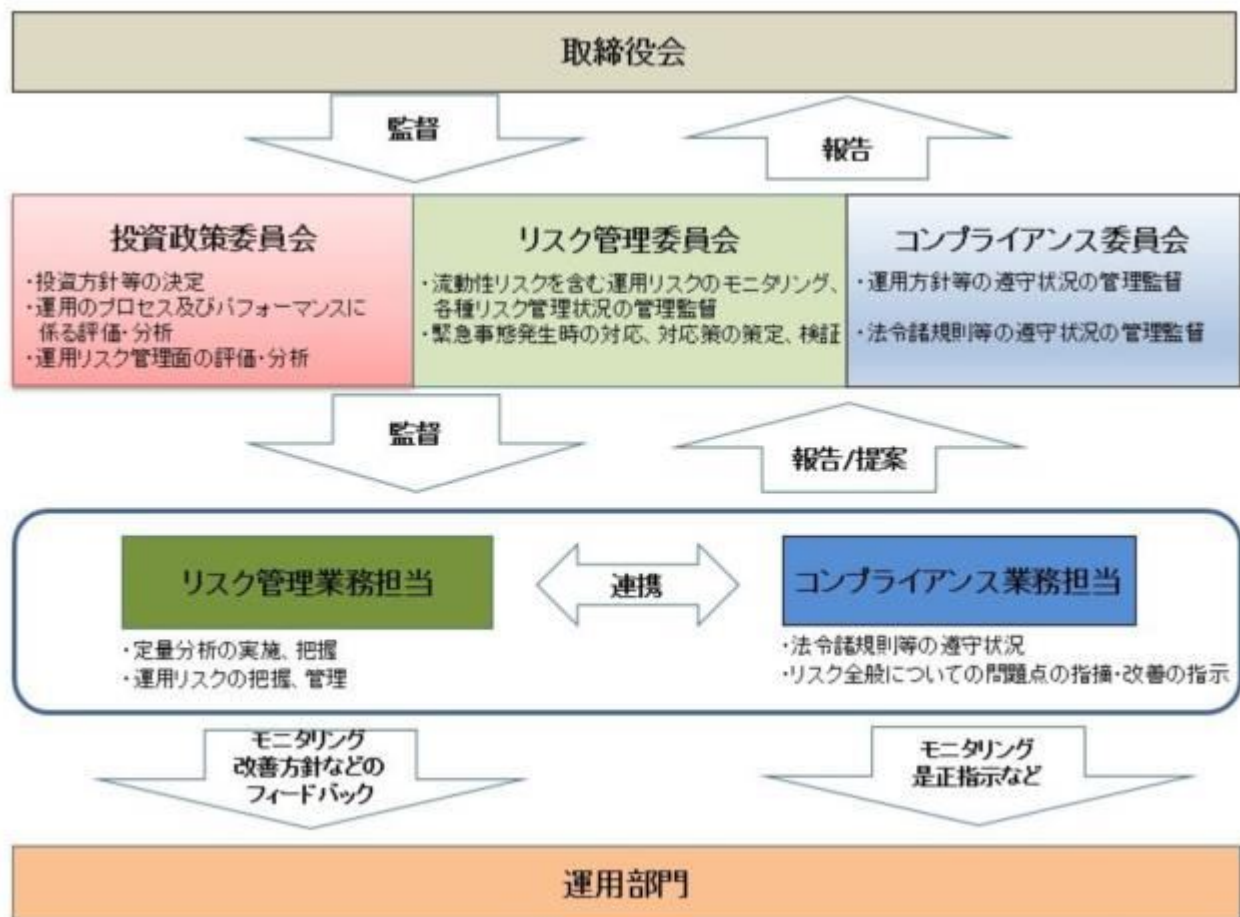 取締役会
監督
報告
投資政策委員会
・投資方針等の決定
・運用のプロセス及びパフォーマンスに
係る評価・分析
・運用リスク管理面の評価・分析
リスク管理委員会
・流動性リスクを含む運用リスクのモニタリング、
各種リスク管理状況の管理監督
・緊急事態発生時の対応、対応策の策定、検証
コンプライアンス委員会
・運用方針等の遵守状況の管理監督
・法令諸規則等の遵守状況の管理監督
監督
報告/提案
リスク管理業務担当
・定量分析の実施、把握
・運用リスクの把握、管理
連携
コンプライアンス業務担当
・法令諸規則等の遵守状況
・リスク全般についての問題点の指摘・改善の指示
モニタリング
改善方針などの
フィードバック
モニタリング
是正指示など
運用部門